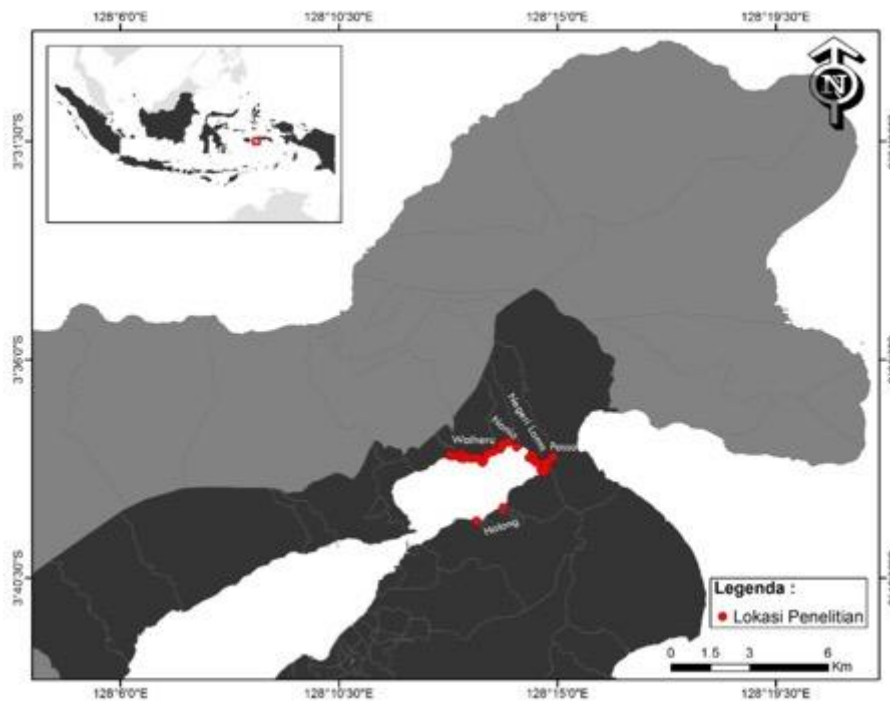 128°6'0"E 128°10'30"E 128°15'0"E 128°19'30"E
N
3°31'30"S
3°36'0"S
Negeri Lama
Nania
Waiheru
Passo
Halong
3°40'30"S
Legenda :
Lokasi Penelitian
0 1.5 3 6
Km
128°6'0"E 128°10'30"E 128°15'0"E 128°19'30"E